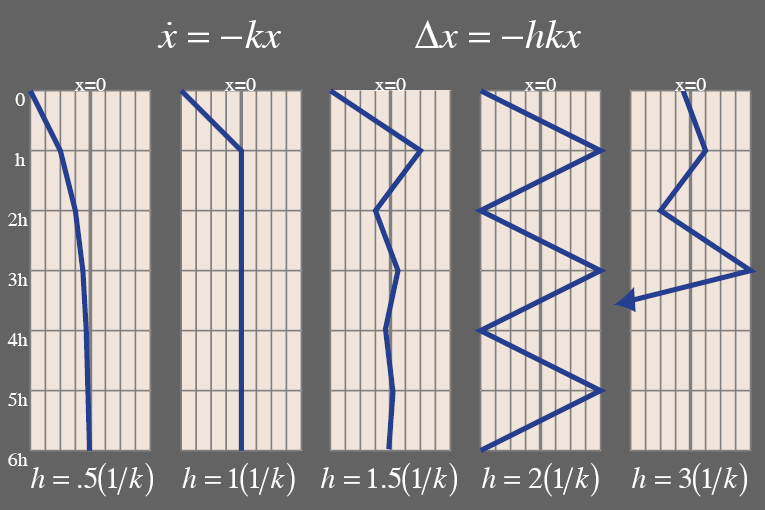 ẋ = −kx
Δx = −hkx
x=0
x=0
x=0
x=0
x=0
0
h
2h
3h
4h
5h
6h
h = .5(1/k)
h = 1(1/k)
h = 1.5(1/k)
h = 2(1/k)
h = 3(1/k)